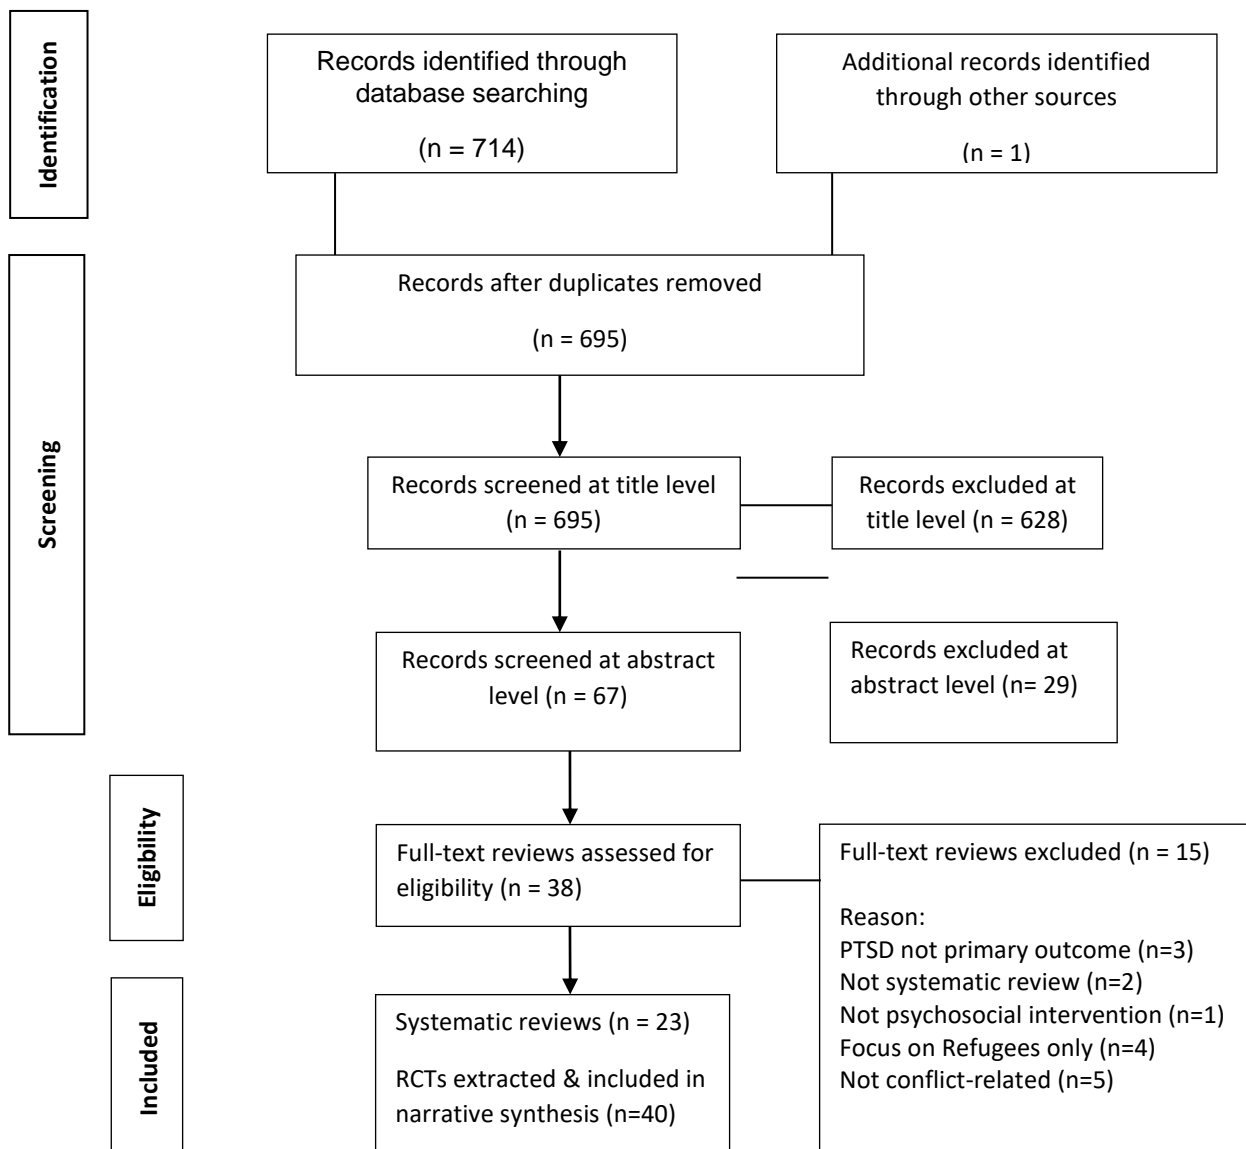 Identification
Records identified through
database searching
(n = 714)
Additional records identified
through other sources
(n = 1)
Screening
Records after duplicates removed
(n = 695)
Records screened at title level
(n = 695)
Records excluded at
title level (n = 628)
Records screened at abstract
level (n = 67)
Records excluded at
abstract level (n= 29)
Eligibility
Full-text reviews assessed for
eligibility (n = 38)
Full-text reviews excluded (n = 15)
Reason:
PTSD not primary outcome (n=3)
Not systematic review (n=2)
Not psychosocial intervention (n=1)
Focus on Refugees only (n=4)
Not conflict-related (n=5)
Included
Systematic reviews (n = 23)
RCTs extracted & included in
narrative synthesis (n=40)